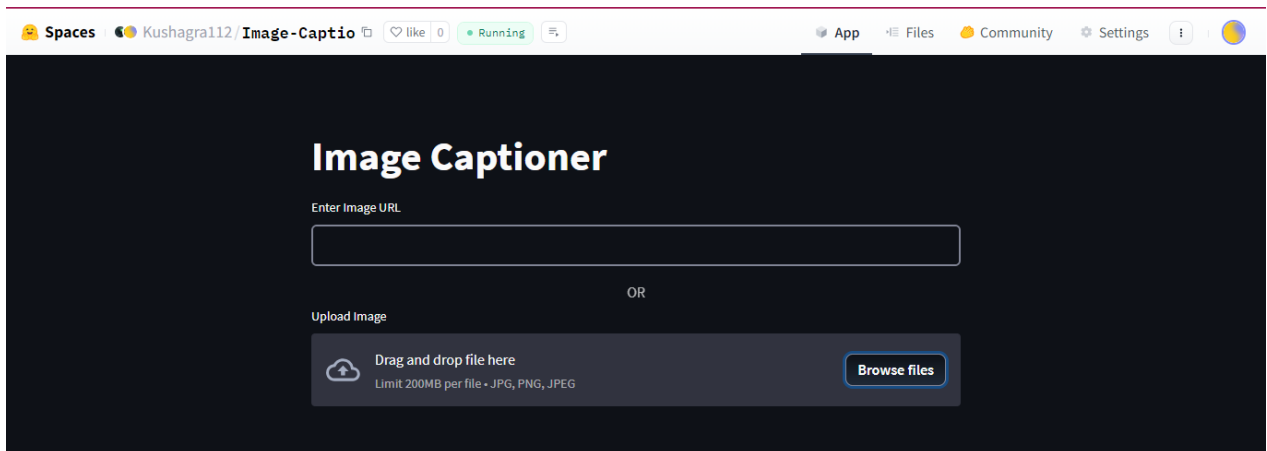 Spaces Kushagra112/Image-Captio like 0 Running App Files Community Settings
Image Captioner
Enter Image URL
OR
Upload Image
Drag and drop file here
Limit 200MB per file • JPG, PNG, JPEG
Browse files